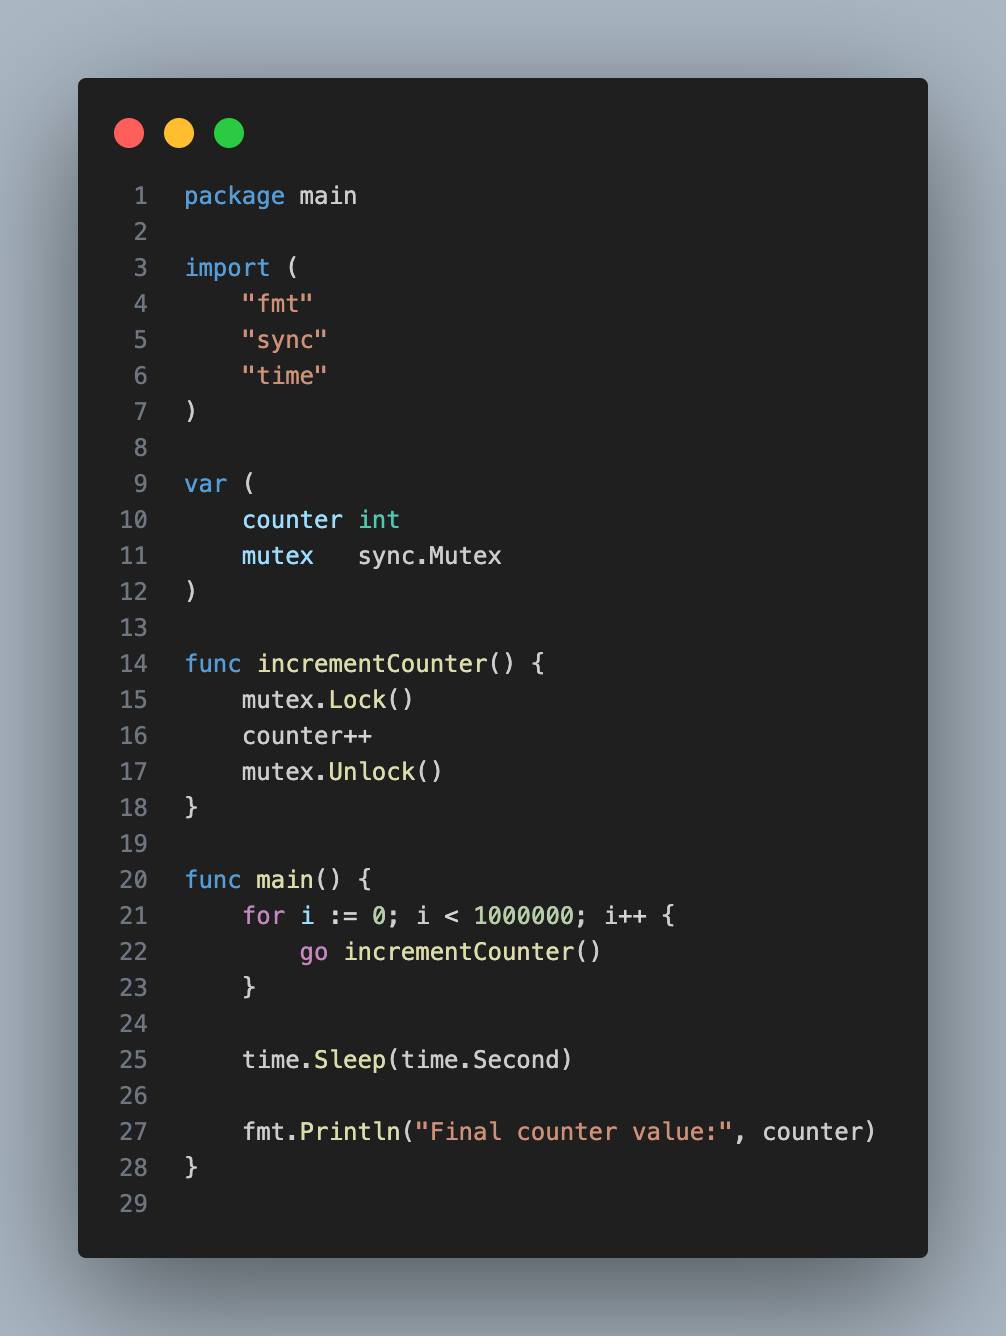 1 package main
2
3 import (
4     "fmt"
5     "sync"
6     "time"
7 )
8
9 var (
10     counter int
11     mutex   sync.Mutex
12 )
13
14 func incrementCounter() {
15     mutex.Lock()
16     counter++
17     mutex.Unlock()
18 }
19
20 func main() {
21     for i := 0; i < 1000000; i++ {
22         go incrementCounter()
23     }
24
25     time.Sleep(time.Second)
26
27     fmt.Println("Final counter value:", counter)
28 }
29